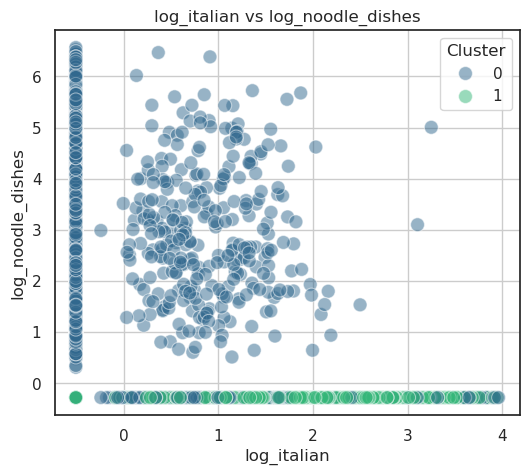 log_italian vs log_noodle_dishes
Cluster
0
1
6
5
4
3
2
1
0
log_noodle_dishes
0 1 2 3 4
log_italian